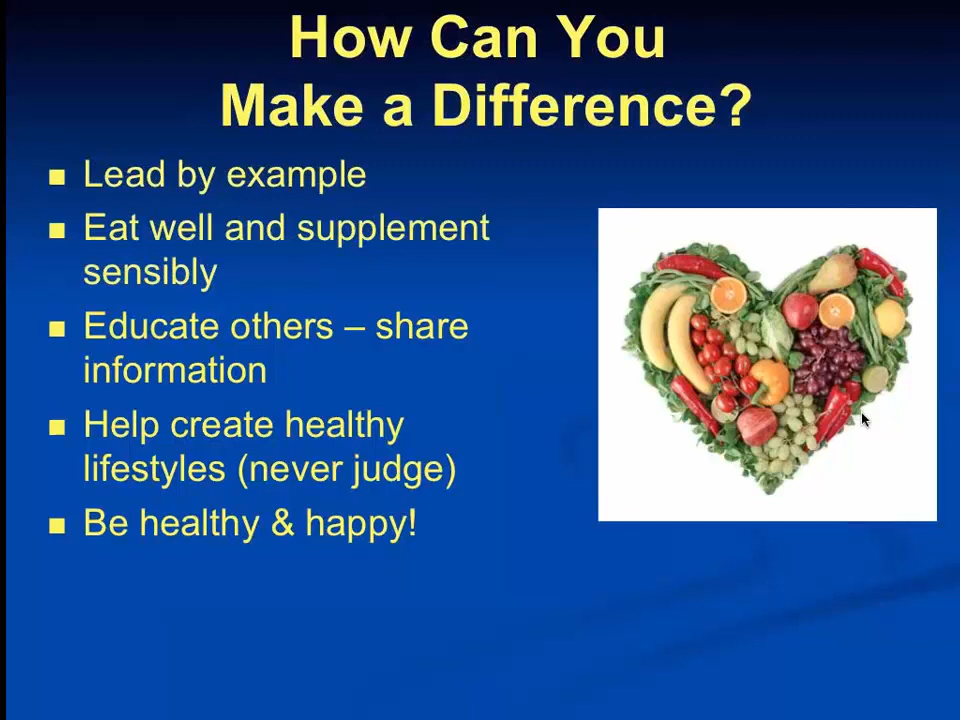 How Can You
Make a Difference?
Lead by example
Eat well and supplement
sensibly
Educate others – share
information
Help create healthy
lifestyles (never judge)
Be healthy & happy!